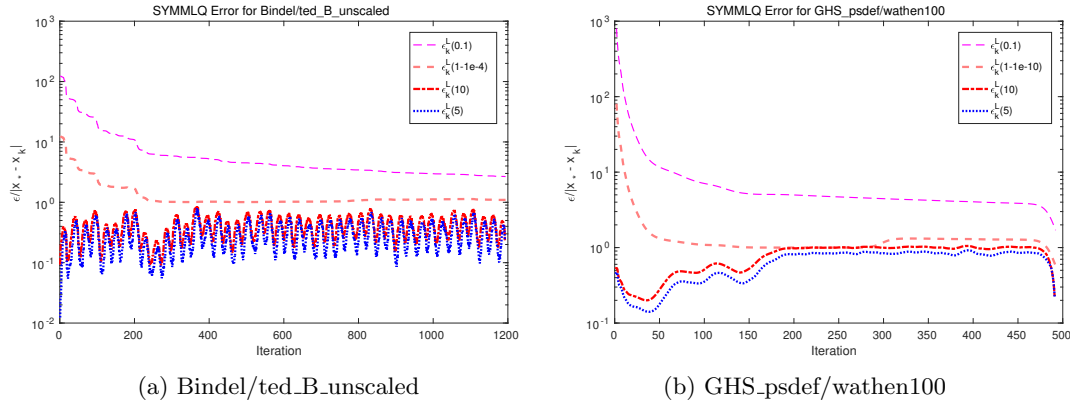 SYMMLQ Error for Bindel/ted_B_unscaled
10^3
10^2
10^1
10^0
10^-1
10^-2
ϵ/|x_* - x_k|
0 200 400 600 800 1000 1200
Iteration
ϵ_k^L(0.1)
ϵ_k^L(1-1e-4)
ϵ_k^L(10)
ϵ_k^L(5)
(a) Bindel/ted_B_unscaled
SYMMLQ Error for GHS_psdef/wathen100
10^3
10^2
10^1
10^0
10^-1
ϵ/|x_* - x_k|
0 50 100 150 200 250 300 350 400 450 500
Iteration
ϵ_k^L(0.1)
ϵ_k^L(1-1e-10)
ϵ_k^L(10)
ϵ_k^L(5)
(b) GHS_psdef/wathen100